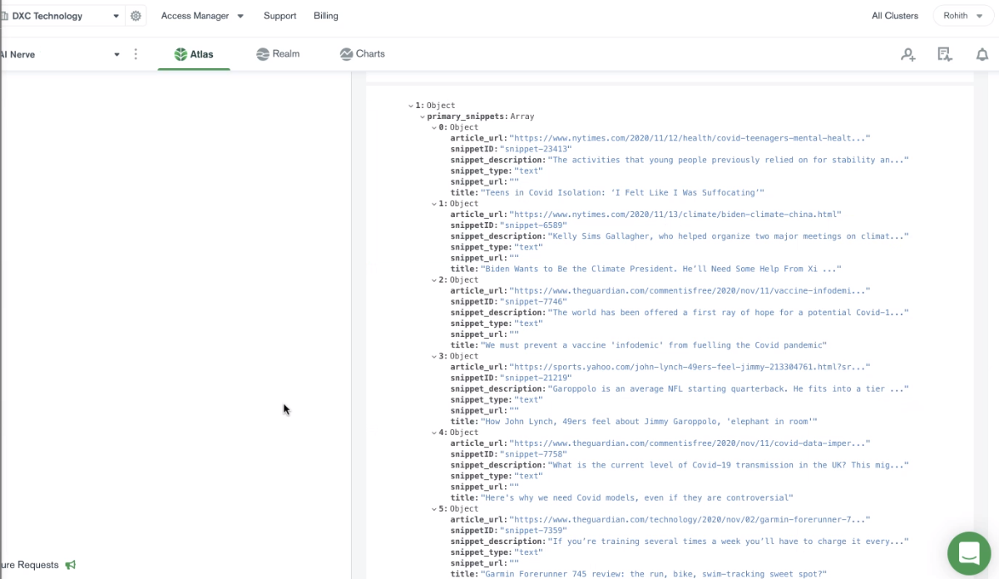 DXC Technology Access Manager Support Billing All Clusters Rohith
AI Nerve Atlas Realm Charts
1: Object
primary_snippets: Array
0: Object
article_url: "https://www.nytimes.com/2020/11/12/health/covid-teenagers-mental-healt..."
snippetID: "snippet-23413"
snippet_description: "The activities that young people previously relied on for stability an..."
snippet_type: "text"
snippet_url: ""
title: "Teens in Covid Isolation: ‘I Felt Like I Was Suffocating’"
1: Object
article_url: "https://www.nytimes.com/2020/11/13/climate/biden-climate-china.html"
snippetID: "snippet-6589"
snippet_description: "Kelly Sims Gallagher, who helped organize two major meetings on climat..."
snippet_type: "text"
snippet_url: ""
title: "Biden Wants to Be the Climate President. He’ll Need Some Help From Xi ..."
2: Object
article_url: "https://www.theguardian.com/commentisfree/2020/nov/11/vaccine-infodemi..."
snippetID: "snippet-7746"
snippet_description: "The world has been offered a first ray of hope for a potential Covid-1..."
snippet_type: "text"
snippet_url: ""
title: "We must prevent a vaccine 'infodemic' from fuelling the Covid pandemic"
3: Object
article_url: "https://sports.yahoo.com/john-lynch-49ers-feel-jimmy-213304761.html?sr..."
snippetID: "snippet-21219"
snippet_description: "Garoppolo is an average NFL starting quarterback. He fits into a tier ..."
snippet_type: "text"
snippet_url: ""
title: "How John Lynch, 49ers feel about Jimmy Garoppolo, 'elephant in room'"
4: Object
article_url: "https://www.theguardian.com/commentisfree/2020/nov/11/covid-data-imper..."
snippetID: "snippet-7758"
snippet_description: "What is the current level of Covid-19 transmission in the UK? This mig..."
snippet_type: "text"
snippet_url: ""
title: "Here's why we need Covid models, even if they are controversial"
5: Object
article_url: "https://www.theguardian.com/technology/2020/nov/02/garmin-forerunner-7..."
snippetID: "snippet-7359"
snippet_description: "If you’re training several times a week you’ll have to charge it every..."
snippet_type: "text"
snippet_url: ""
title: "Garmin Forerunner 745 review: the run, bike, swim-tracking sweet spot?"
ure Requests